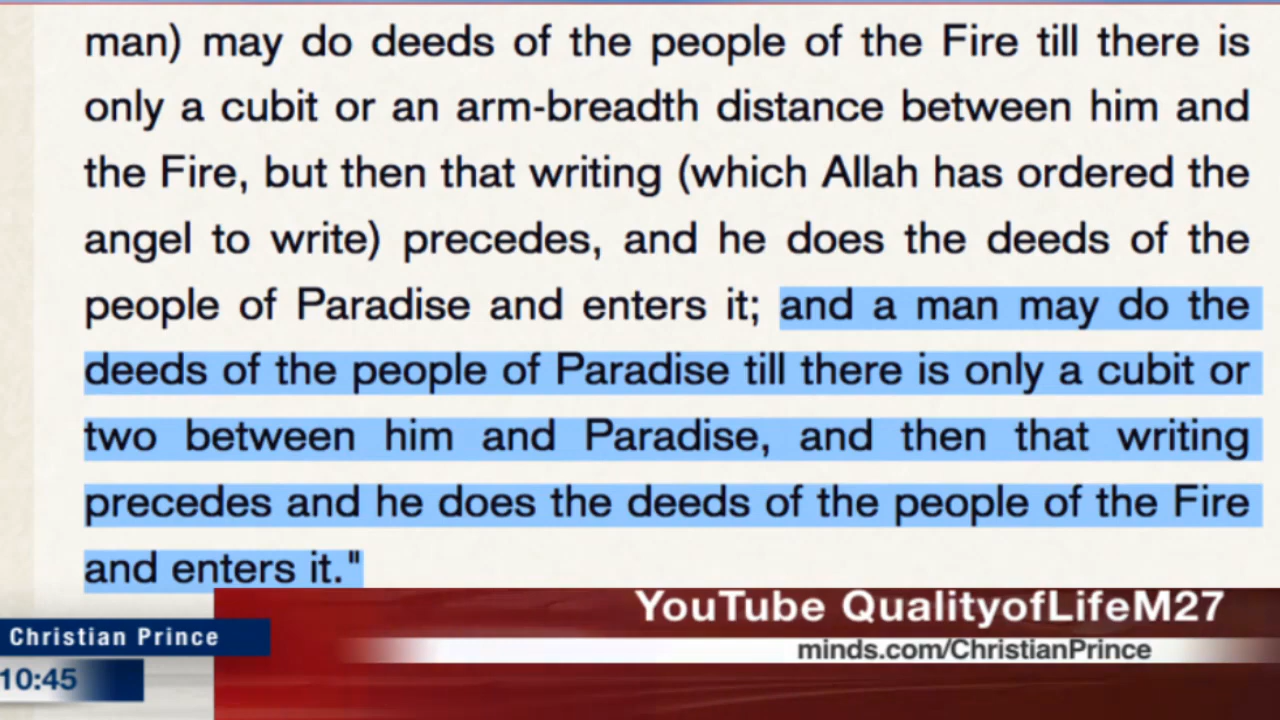 man) may do deeds of the people of the Fire till there is
only a cubit or an arm-breadth distance between him and
the Fire, but then that writing (which Allah has ordered the
angel to write) precedes, and he does the deeds of the
people of Paradise and enters it; and a man may do the
deeds of the people of Paradise till there is only a cubit or
two between him and Paradise, and then that writing
precedes and he does the deeds of the people of the Fire
and enters it."
YouTube QualityofLifeM27
Christian Prince
minds.com/ChristianPrince
10:45